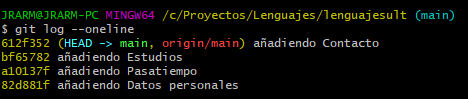 JRARM@JRARM-PC MINGW64 /c/Proyectos/Lenguajes/lenguajesult (main)
$ git log --oneline
612f352 (HEAD -> main, origin/main) añadiendo Contacto
bf65782 añadiendo Estudios
a10137f añadiendo Pasatiempo
82d881f añadiendo Datos personales